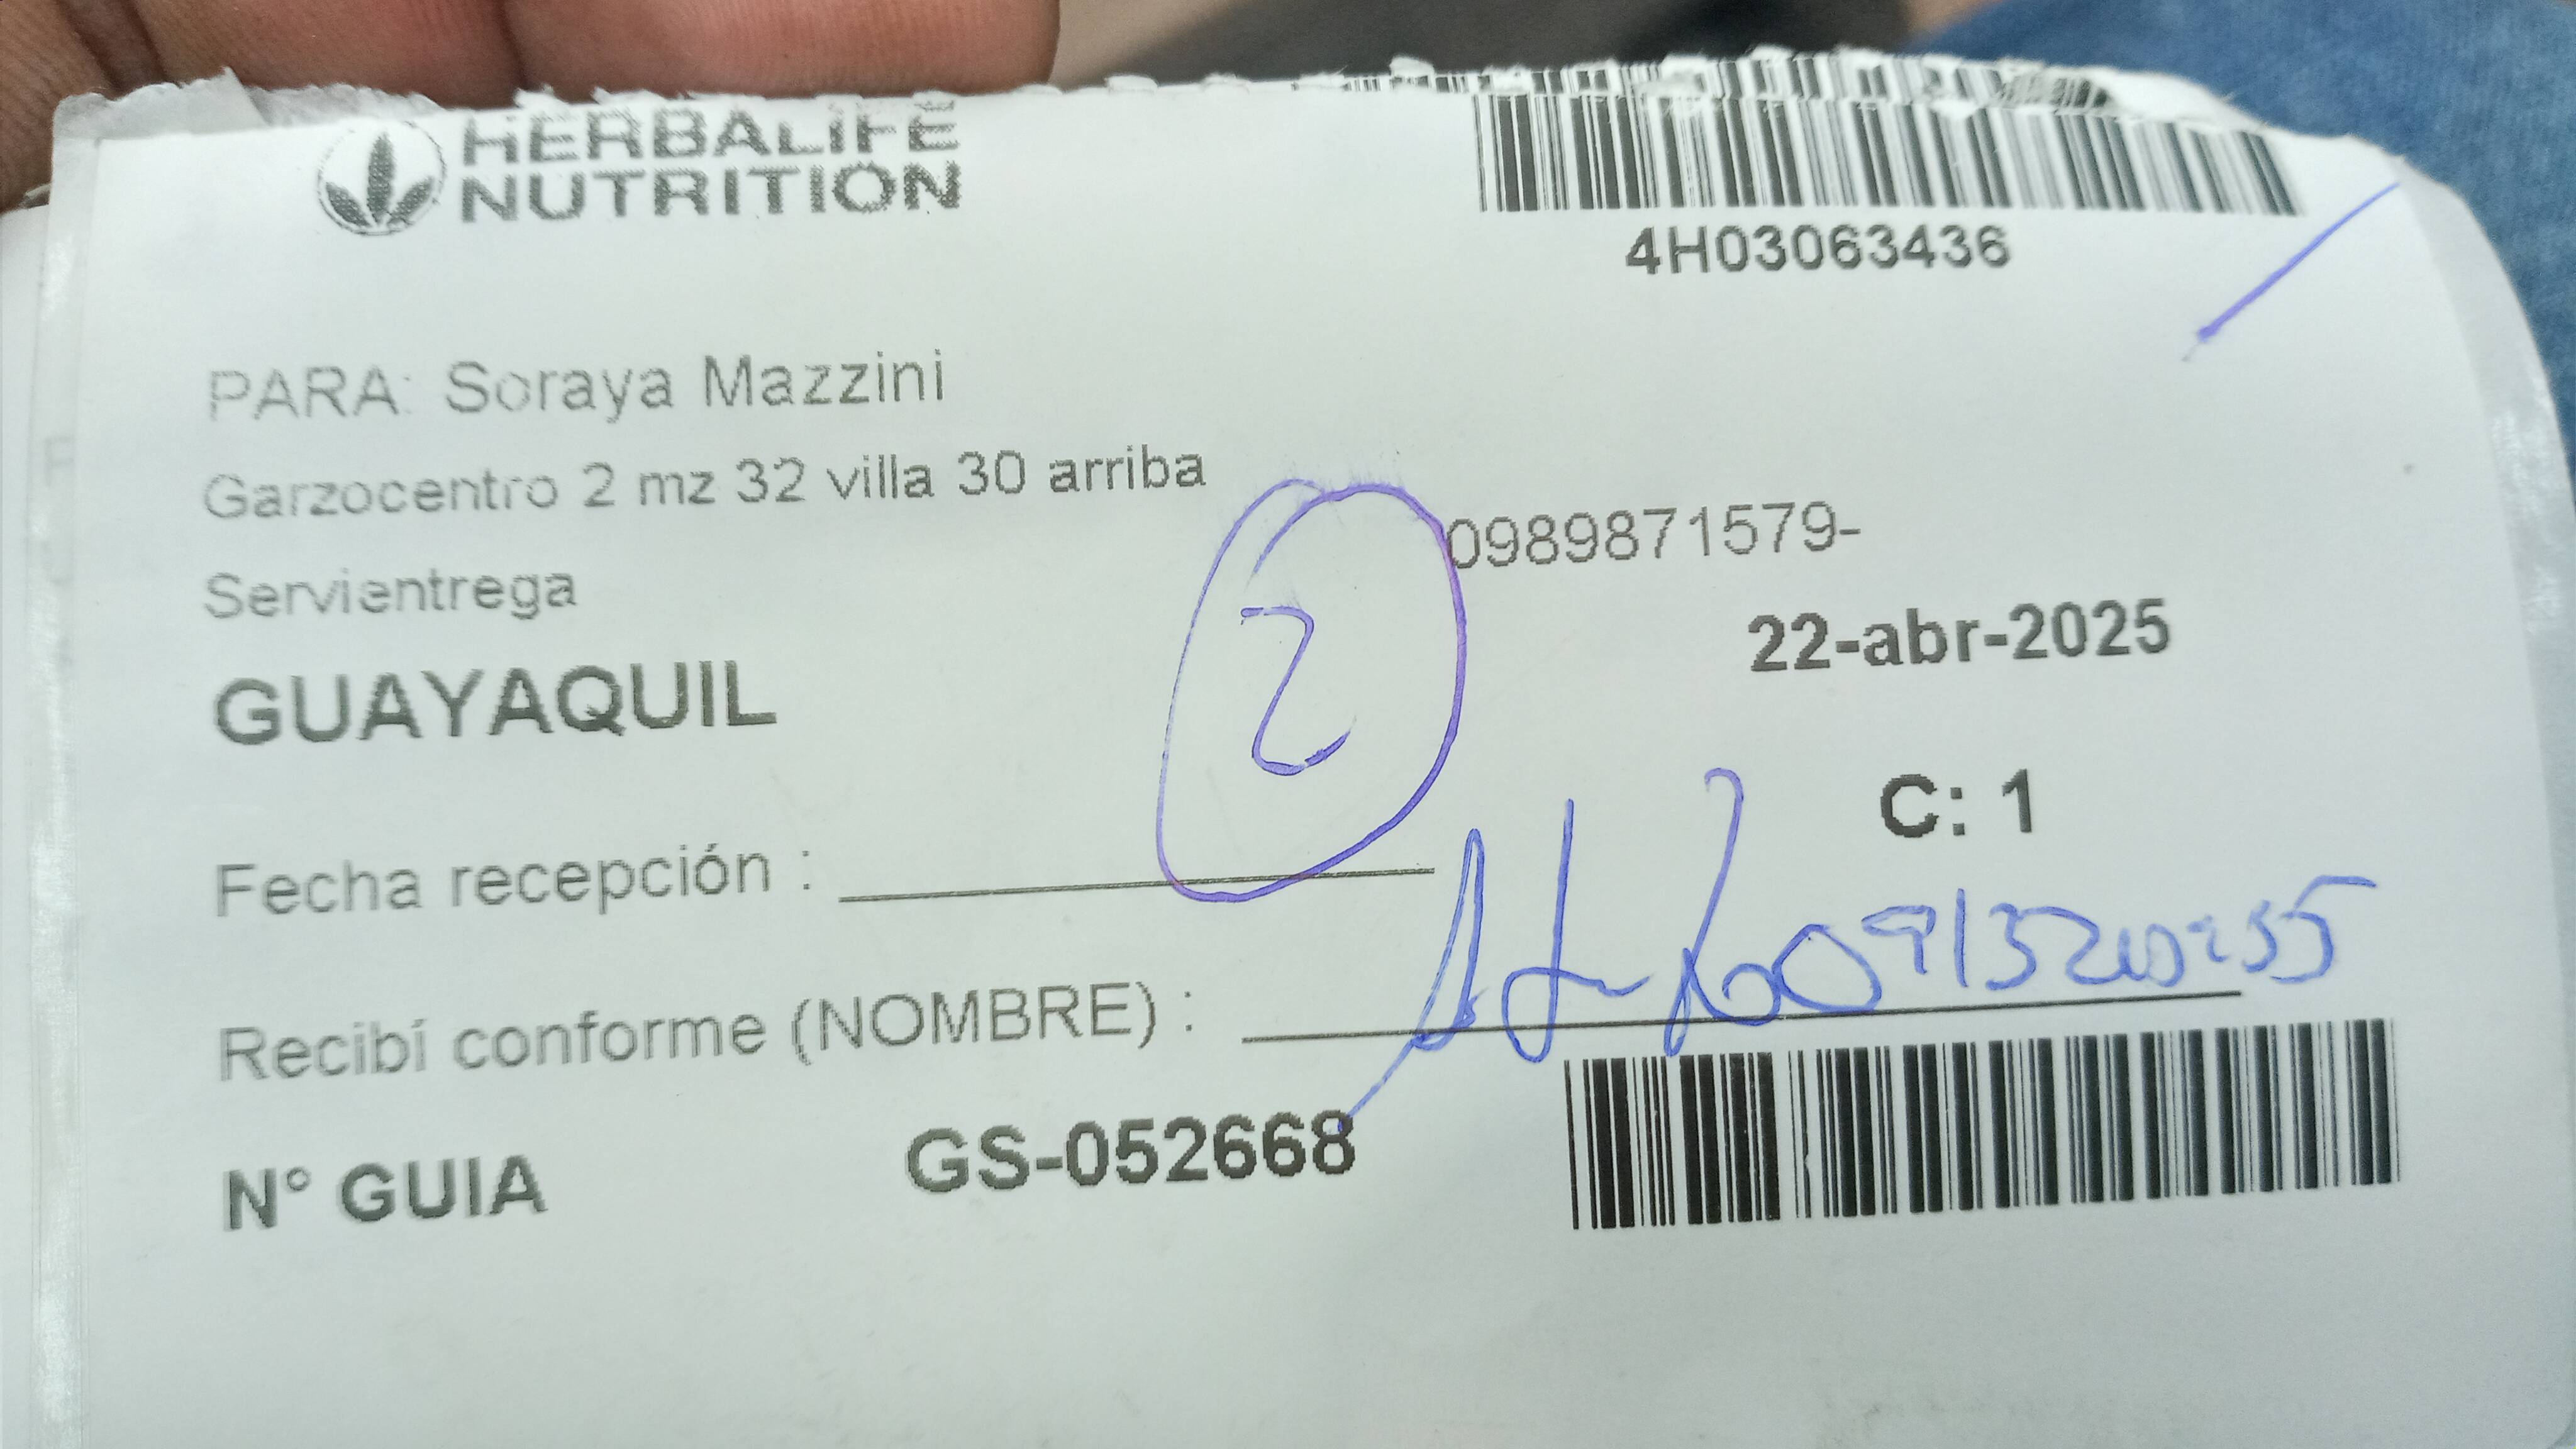 HERBALIFE
NUTRITION
4H03063436
PARA: Soraya Mazzini
Garzocentro 2 mz 32 villa 30 arriba
0989871579-
Servientrega
22-abr-2025
GUAYAQUIL
2
C: 1
Fecha recepción :
Recibí conforme (NOMBRE) :
N° GUIA GS-052668